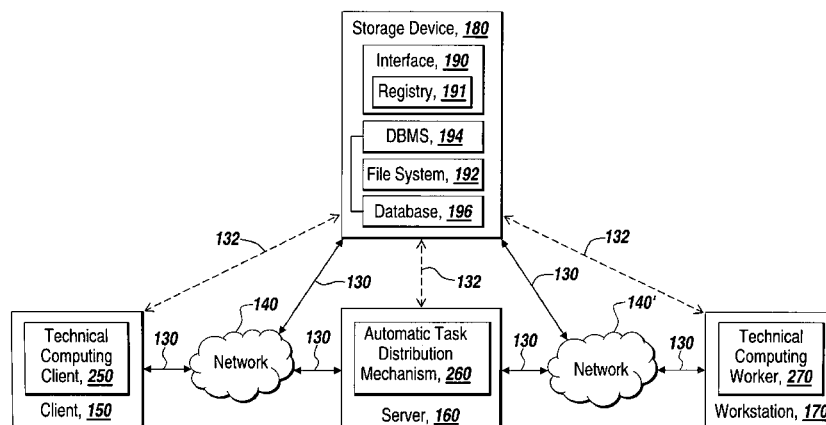 Storage Device, 180
Interface, 190
Registry, 191
DBMS, 194
File System, 192
Database, 196
132
132
130
132
130
140
140'
Technical
Computing
Client, 250
Client, 150
130
Network
130
Automatic Task
Distribution
Mechanism, 260
Server, 160
130
Network
130
Technical
Computing
Worker, 270
Workstation, 170